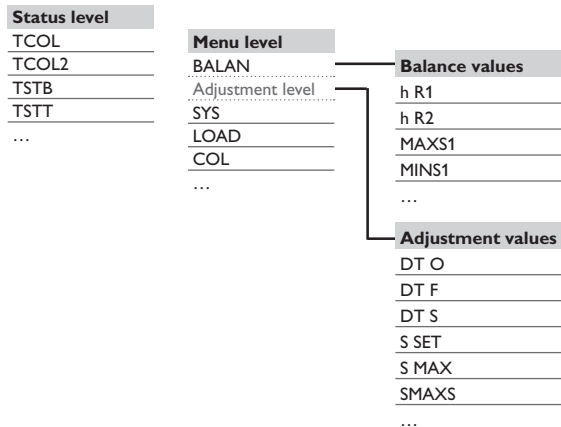 Status level
TCOL
TCOL2
TSTB
TSTT
…
Menu level
BALAN
Adjustment level
SYS
LOAD
COL
…
Balance values
h R1
h R2
MAXS1
MINS1
…
Adjustment values
DT O
DT F
DT S
S SET
S MAX
SMAXS
…